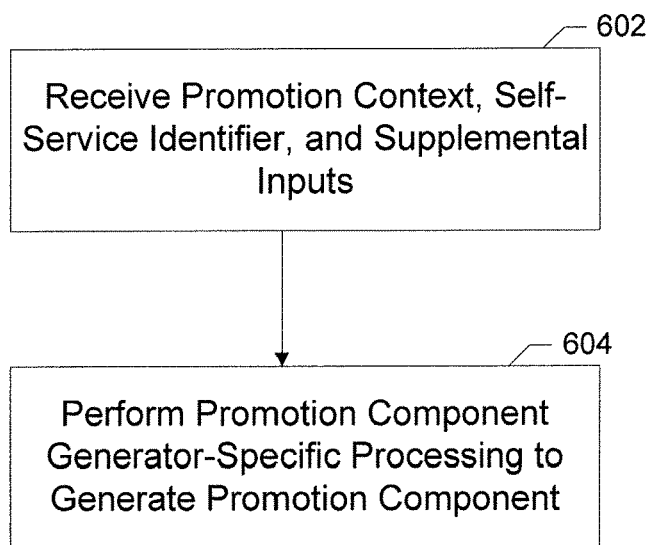 602
Receive Promotion Context, Self-
Service Identifier, and Supplemental
Inputs
604
Perform Promotion Component
Generator-Specific Processing to
Generate Promotion Component